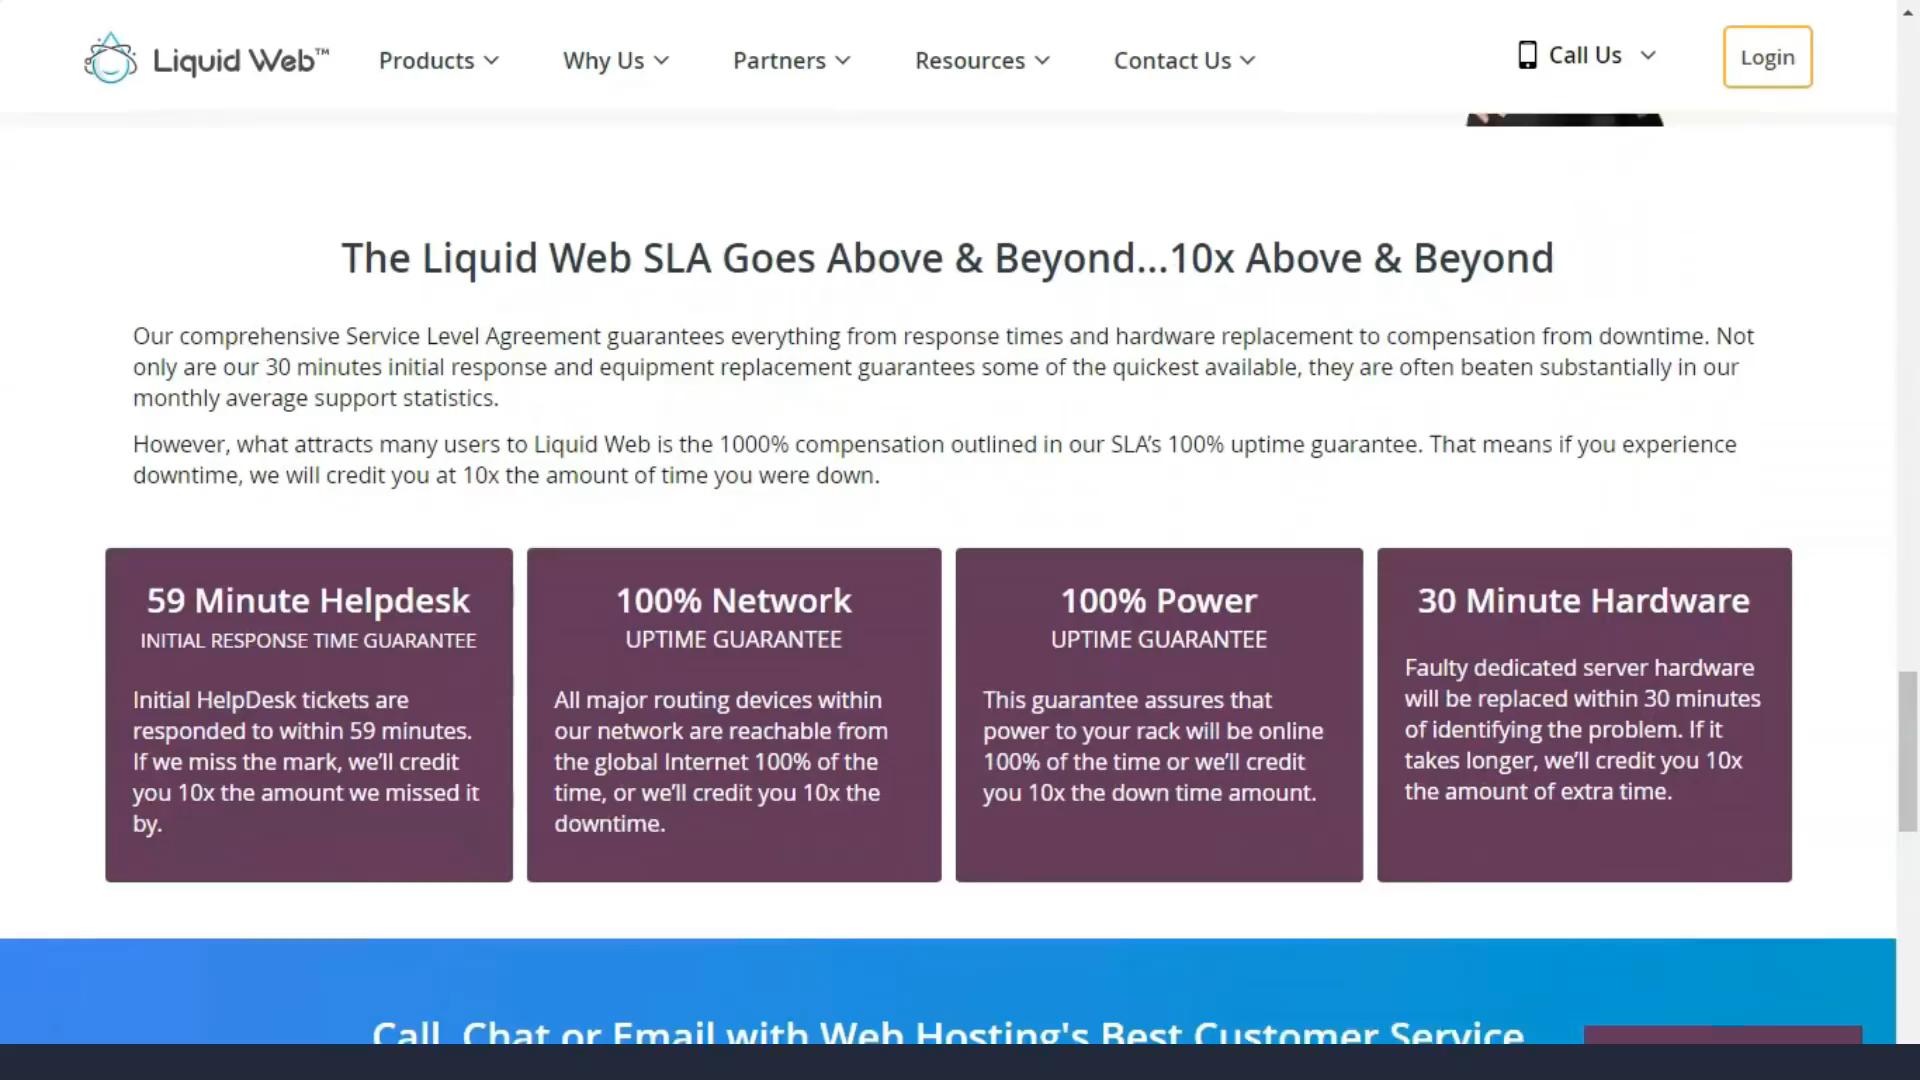 Liquid Web™ Products Why Us Partners Resources Contact Us Call Us Login
The Liquid Web SLA Goes Above & Beyond...10x Above & Beyond
Our comprehensive Service Level Agreement guarantees everything from response times and hardware replacement to compensation from downtime. Not
only are our 30 minutes initial response and equipment replacement guarantees some of the quickest available, they are often beaten substantially in our
monthly average support statistics.
However, what attracts many users to Liquid Web is the 1000% compensation outlined in our SLA’s 100% uptime guarantee. That means if you experience
downtime, we will credit you at 10x the amount of time you were down.
59 Minute Helpdesk
INITIAL RESPONSE TIME GUARANTEE
Initial HelpDesk tickets are
responded to within 59 minutes.
If we miss the mark, we’ll credit
you 10x the amount we missed it
by.
100% Network
UPTIME GUARANTEE
All major routing devices within
our network are reachable from
the global Internet 100% of the
time, or we’ll credit you 10x the
downtime.
100% Power
UPTIME GUARANTEE
This guarantee assures that
power to your rack will be online
100% of the time or we’ll credit
you 10x the down time amount.
30 Minute Hardware
Faulty dedicated server hardware
will be replaced within 30 minutes
of identifying the problem. If it
takes longer, we’ll credit you 10x
the amount of extra time.
Call, Chat or Email with Web Hosting's Best Customer Service